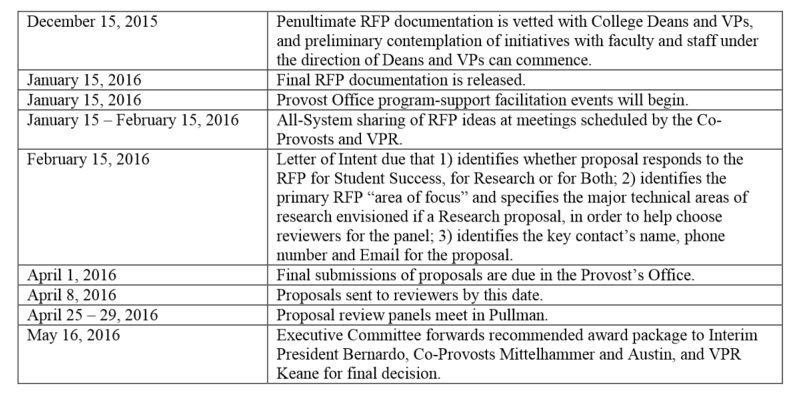 December 15, 2015
Penultimate RFP documentation is vetted with College Deans and VPs,
and preliminary contemplation of initiatives with faculty and staff under
the direction of Deans and VPs can commence.
January 15, 2016
Final RFP documentation is released.
January 15, 2016
Provost Office program-support facilitation events will begin.
January 15 – February 15, 2016
All-System sharing of RFP ideas at meetings scheduled by the Co-
Provosts and VPR.
February 15, 2016
Letter of Intent due that 1) identifies whether proposal responds to the
RFP for Student Success, for Research or for Both; 2) identifies the
primary RFP “area of focus” and specifies the major technical areas of
research envisioned if a Research proposal, in order to help choose
reviewers for the panel; 3) identifies the key contact’s name, phone
number and Email for the proposal.
April 1, 2016
Final submissions of proposals are due in the Provost’s Office.
April 8, 2016
Proposals sent to reviewers by this date.
April 25 – 29, 2016
Proposal review panels meet in Pullman.
May 16, 2016
Executive Committee forwards recommended award package to Interim
President Bernardo, Co-Provosts Mittelhammer and Austin, and VPR
Keane for final decision.